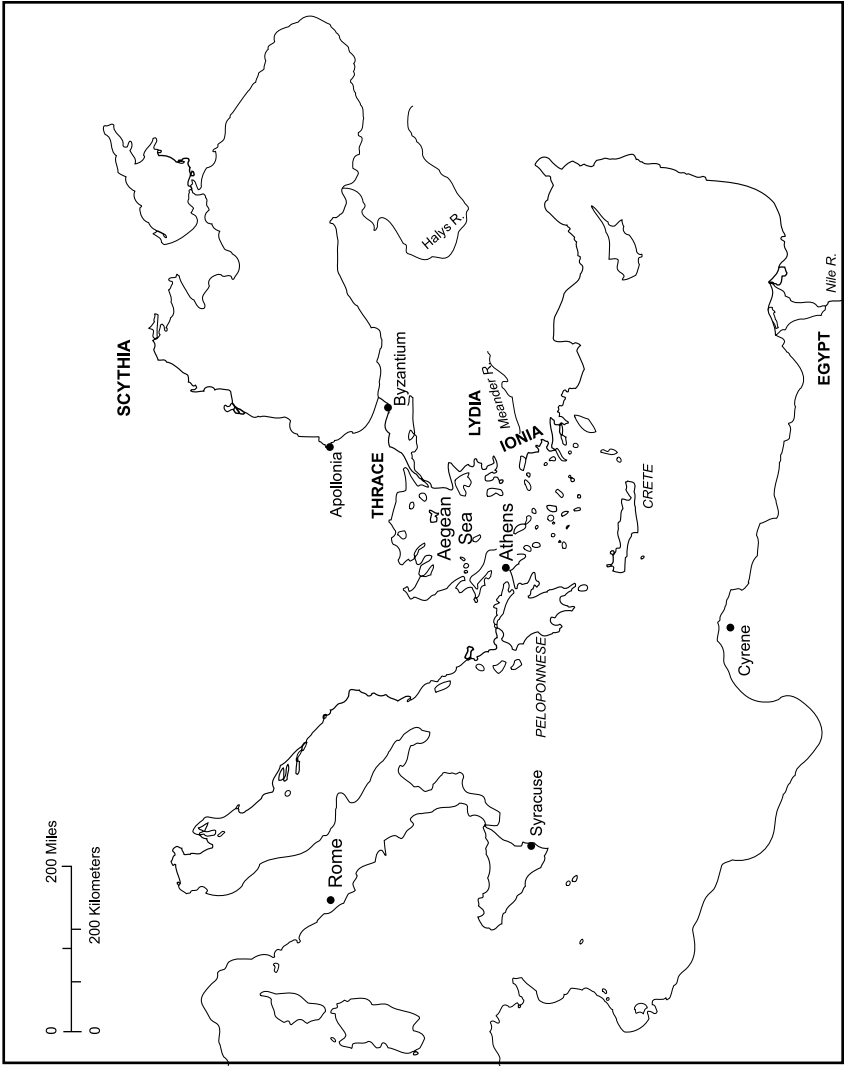 200 Miles
0
200 Kilometers
0
SCYTHIA
Apollonia
Byzantium
THRACE
Halys R.
Aegean
Sea
LYDIA
Meander R.
IONIA
Athens
Rome
PELOPONNESE
Syracuse
CRETE
Cyrene
EGYPT
Nile R.